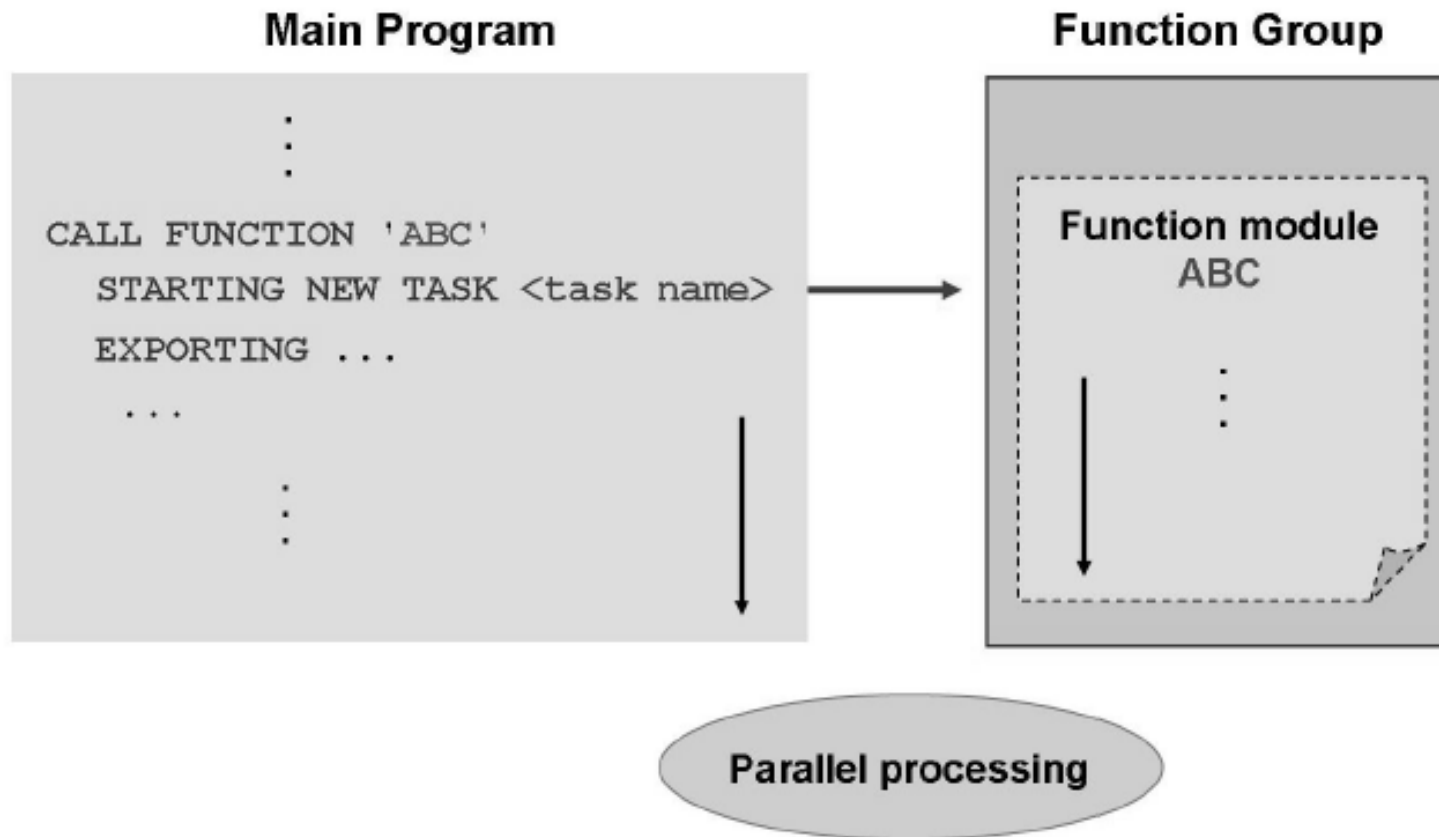 Main Program
CALL FUNCTION 'ABC'
STARTING NEW TASK <task name>
EXPORTING ...
...
Function Group
Function module
ABC
Parallel processing